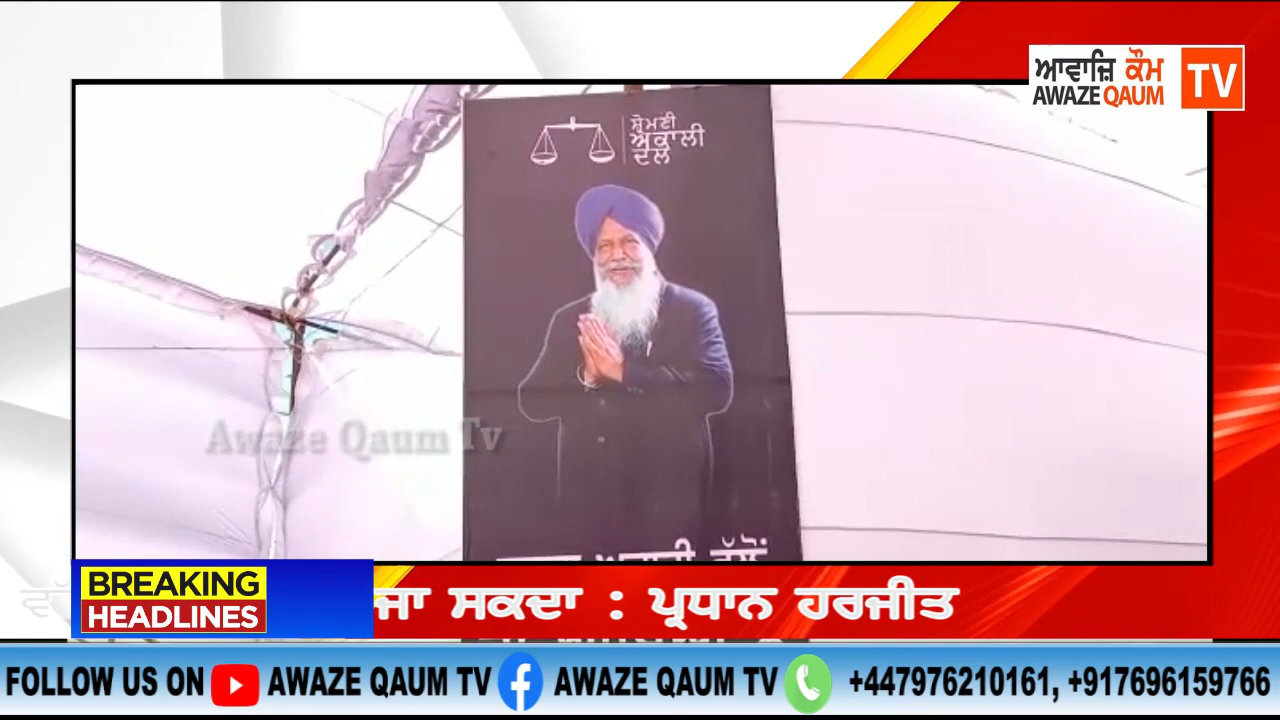 ਆਵਾਜ਼ਿ ਕੌਮ
AWAZE QAUM
TV
ਸ਼੍ਰੋਮਣੀ
ਅਕਾਲੀ
ਦਲ
Awaze Qaum Tv
BREAKING
HEADLINES
ਜਾ ਸਕਦਾ : ਪ੍ਰਧਾਨ ਹਰਜੀਤ
FOLLOW US ON AWAZE QAUM TV AWAZE QAUM TV +447976210161, +917696159766